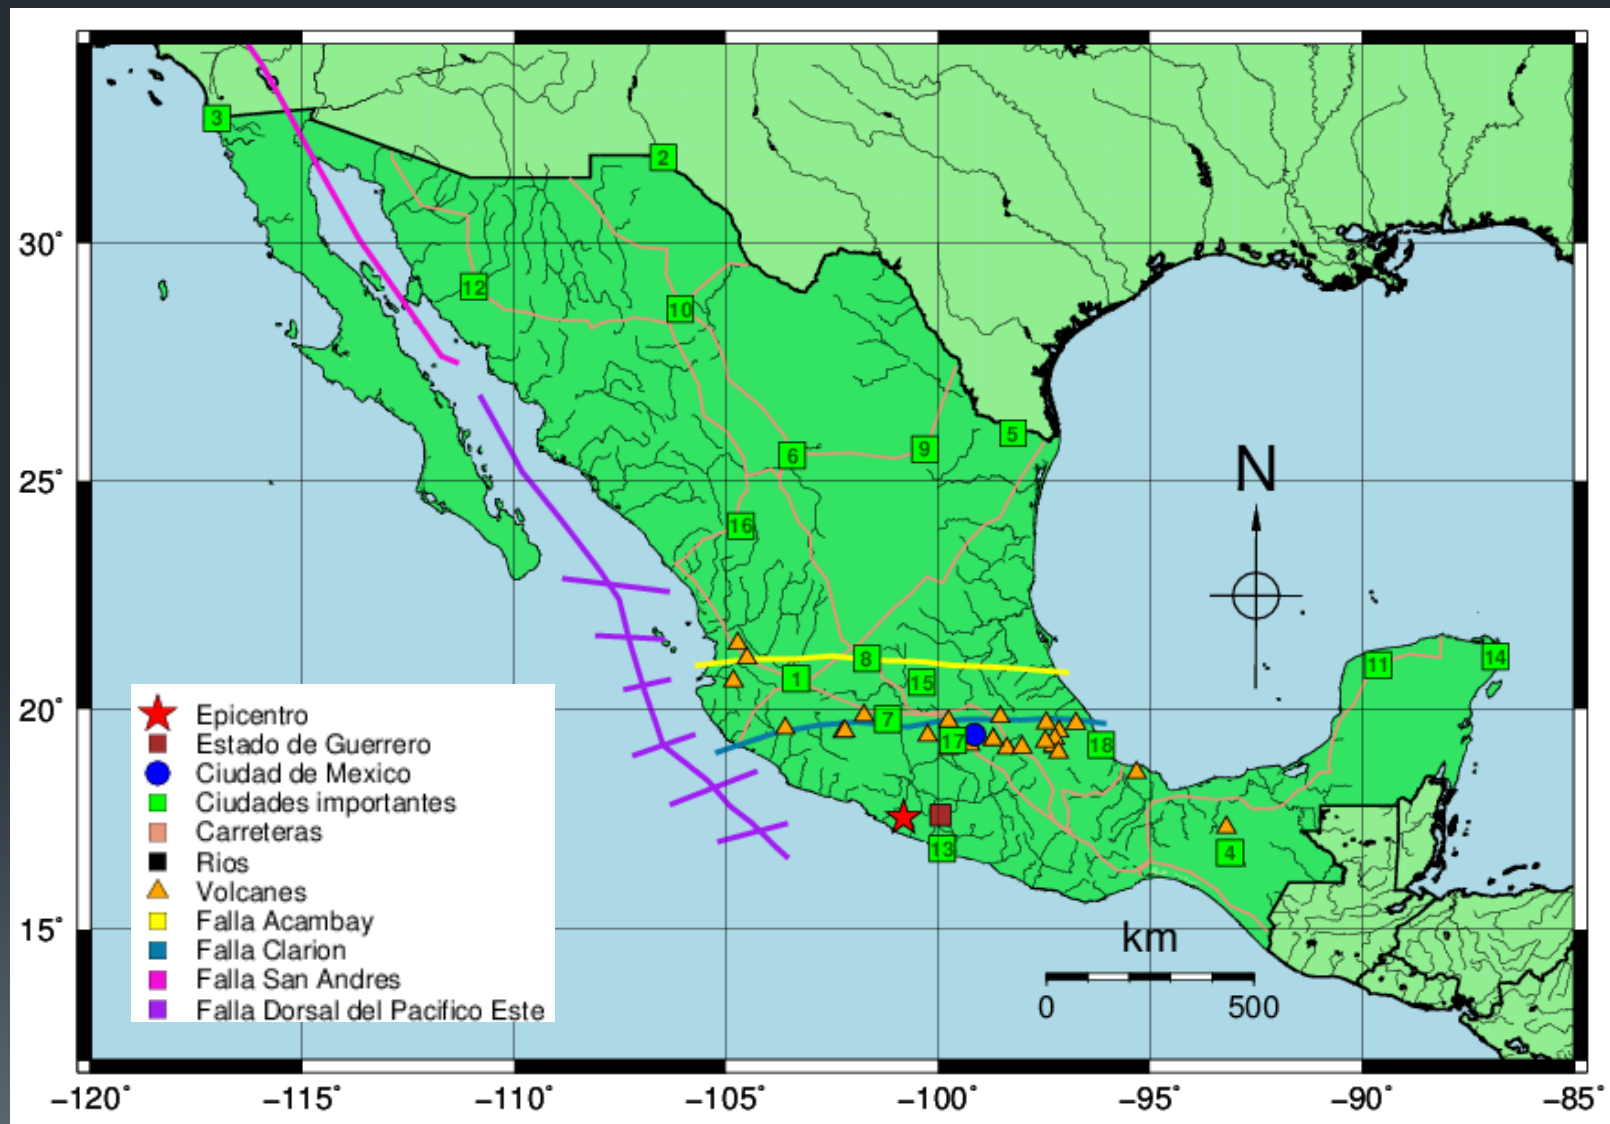 3
2
30°
12
10
N
5
9
6
25°
16
8
11
14
1
15
20°
7
17
18
Epicentro
Estado de Guerrero
Ciudad de Mexico
Ciudades importantes
Carreteras
Rios
Volcanes
Falla Acambay
Falla Clarion
Falla San Andres
Falla Dorsal del Pacifico Este
13
4
15°
km
0 500
−120° −115° −110° −105° −100° −95° −90° −85°